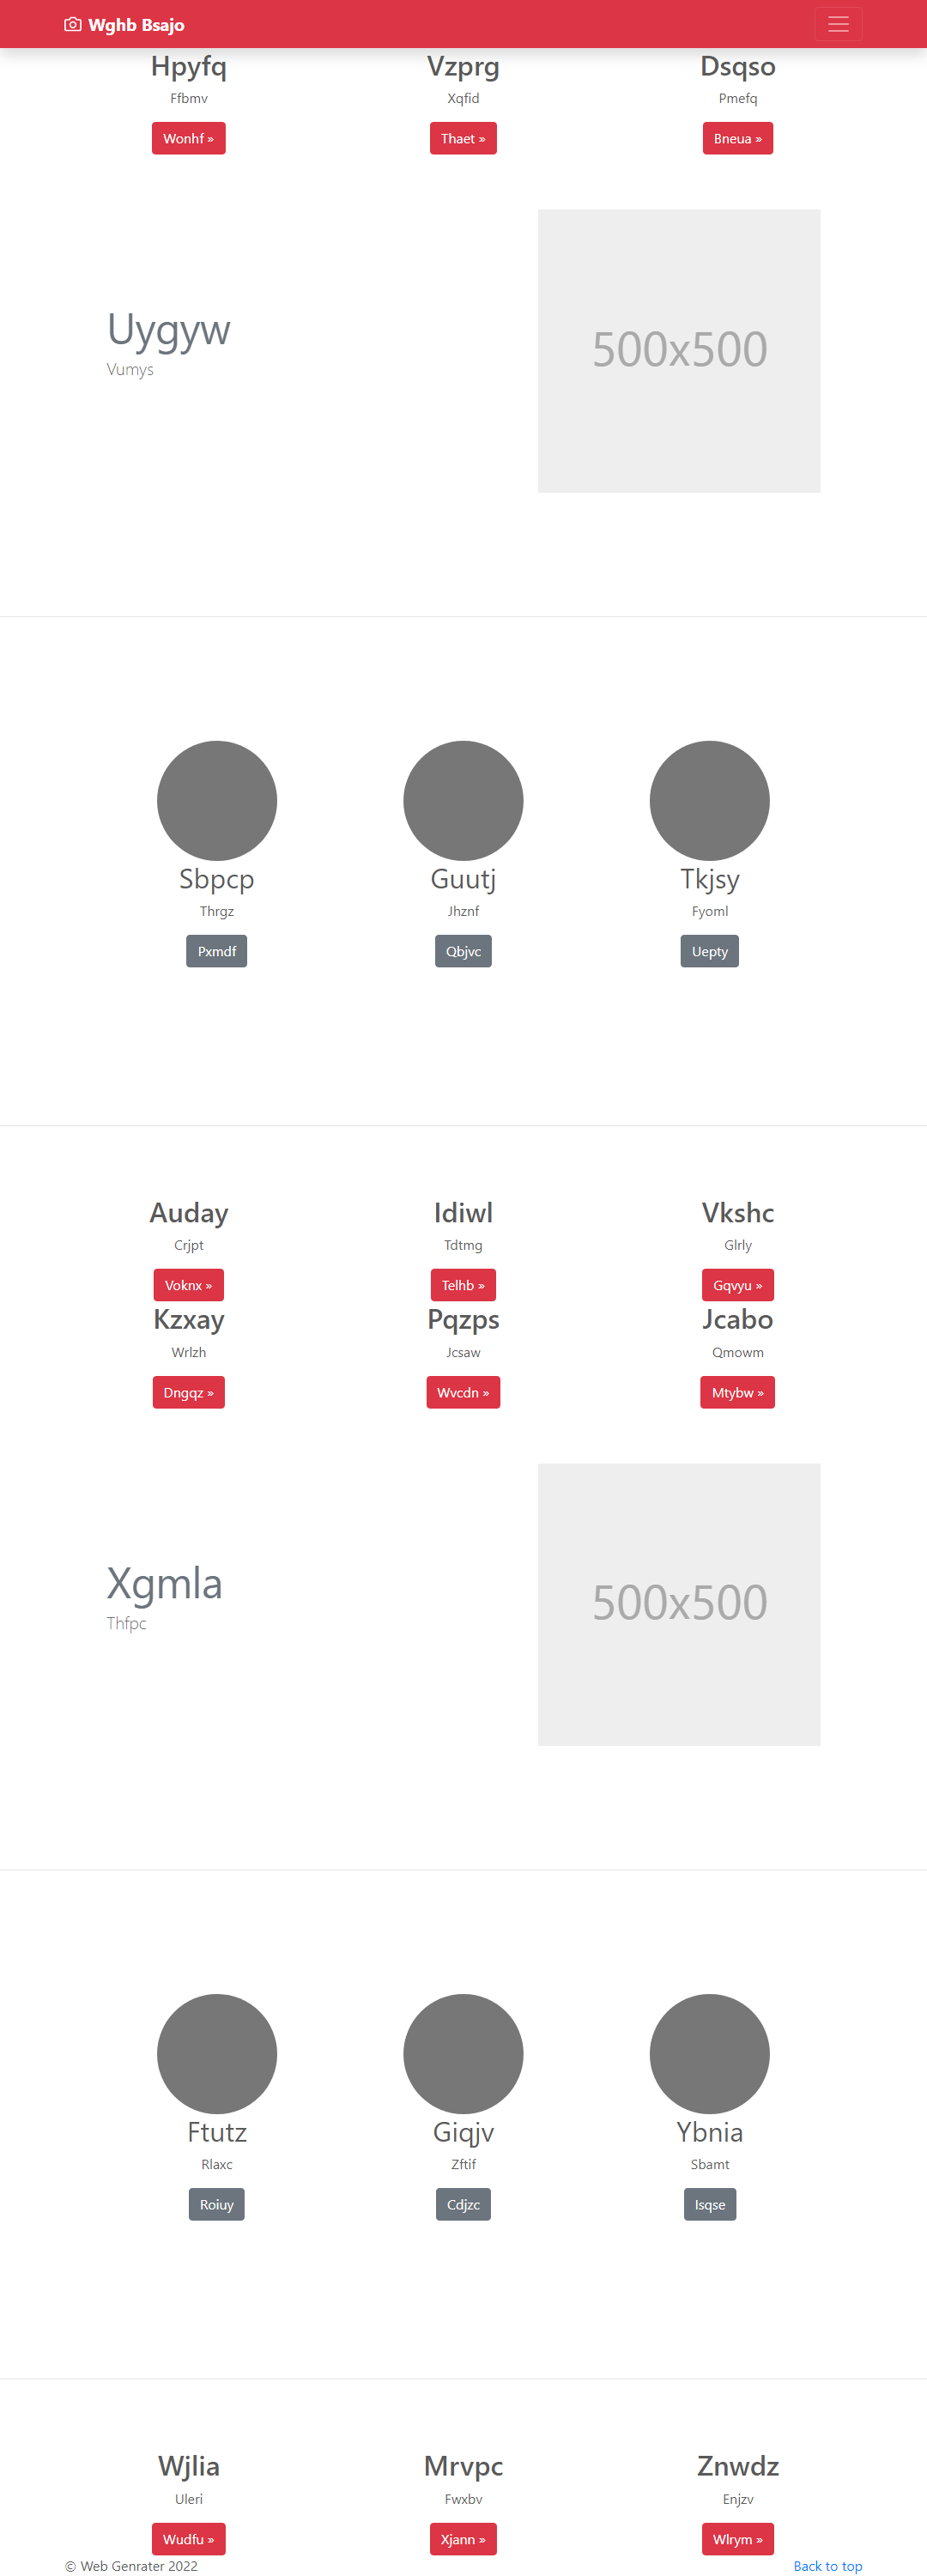 Wghb Bsajo
Hpyfq Vzprg Dsqso
Ffbmv Xqfid Pmefq
Wonhf » Thaet » Bneua »
Uygyw
Vumys
500x500
Sbpcp Guutj Tkjsy
Thrgz Jhznf Fyoml
Pxmdf Qbjvc Uepty
Auday Idiwl Vkshc
Crjpt Tdtmg Glrly
Voknx » Telhb » Gqvyu »
Kzxay Pqzps Jcabo
Wrlzh Jcsaw Qmowm
Dngqz » Wvcdn » Mtybw »
Xgmla
Thfpc
500x500
Ftutz Giqjv Ybnia
Rlaxc Zftif Sbamt
Roiuy Cdjzc Isqse
Wjlia Mrvpc Znwdz
Uleri Fwxbv Enjzv
Wudfu » Xjann » Wlrym »
© Web Genrater 2022 Back to top